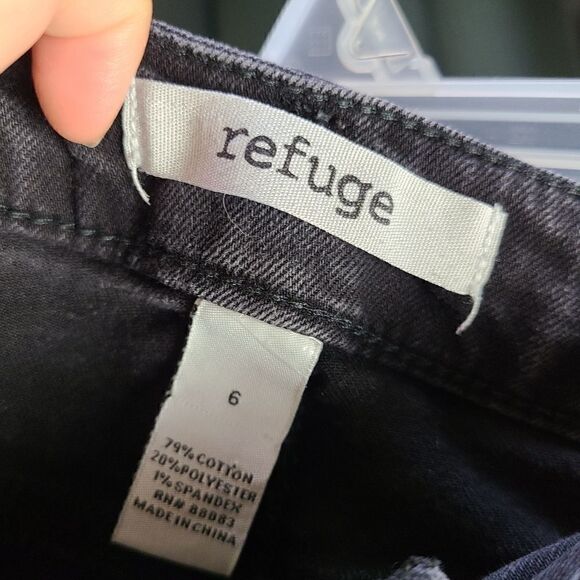 refuge
6
79% COTTON
20% POLYESTER
1% SPANDEX
RN# 88883
MADE IN CHINA